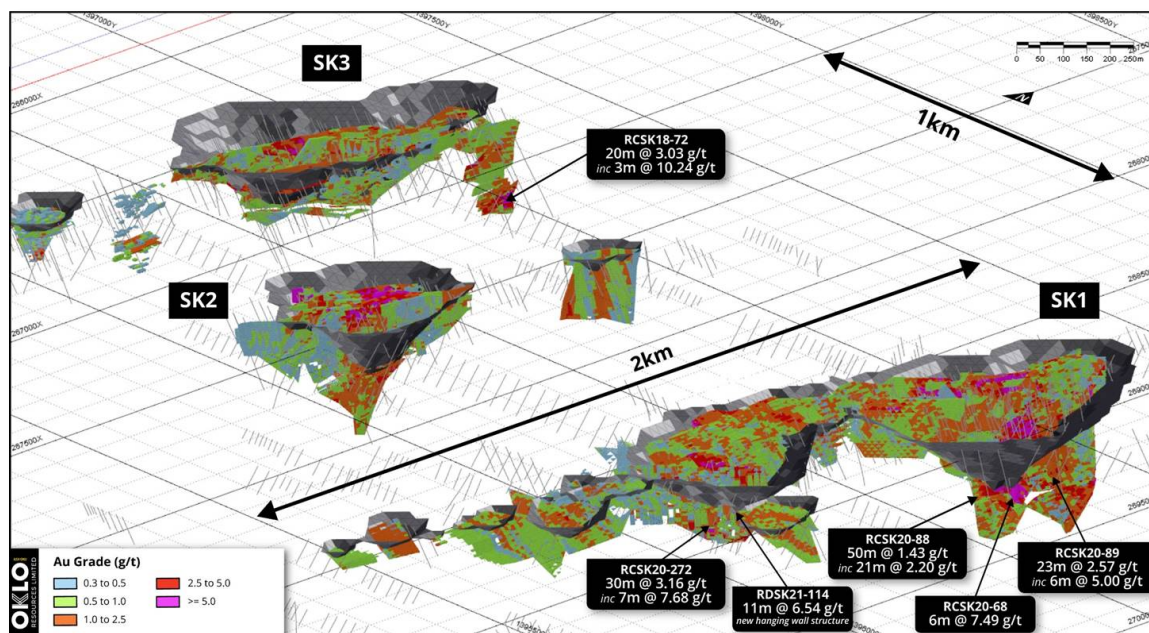 1397000Y
1397500Y
1398000Y
1398500Y
SK3
0 50 100 150 200 250m
N
1km
266000X
RCSK18-72
20m @ 3.03 g/t
inc 3m @ 10.24 g/t
SK2
SK1
267000X
2km
267500X
RCSK20-88
50m @ 1.43 g/t
inc 21m @ 2.20 g/t
RCSK20-89
23m @ 2.57 g/t
inc 6m @ 5.00 g/t
RCSK20-272
30m @ 3.16 g/t
inc 7m @ 7.68 g/t
RDSK21-114
11m @ 6.54 g/t
new hanging wall structure
RCSK20-68
6m @ 7.49 g/t
OKLO
RESOURCES LIMITED
Au Grade (g/t)
0.3 to 0.5
2.5 to 5.0
0.5 to 1.0
>= 5.0
1.0 to 2.5